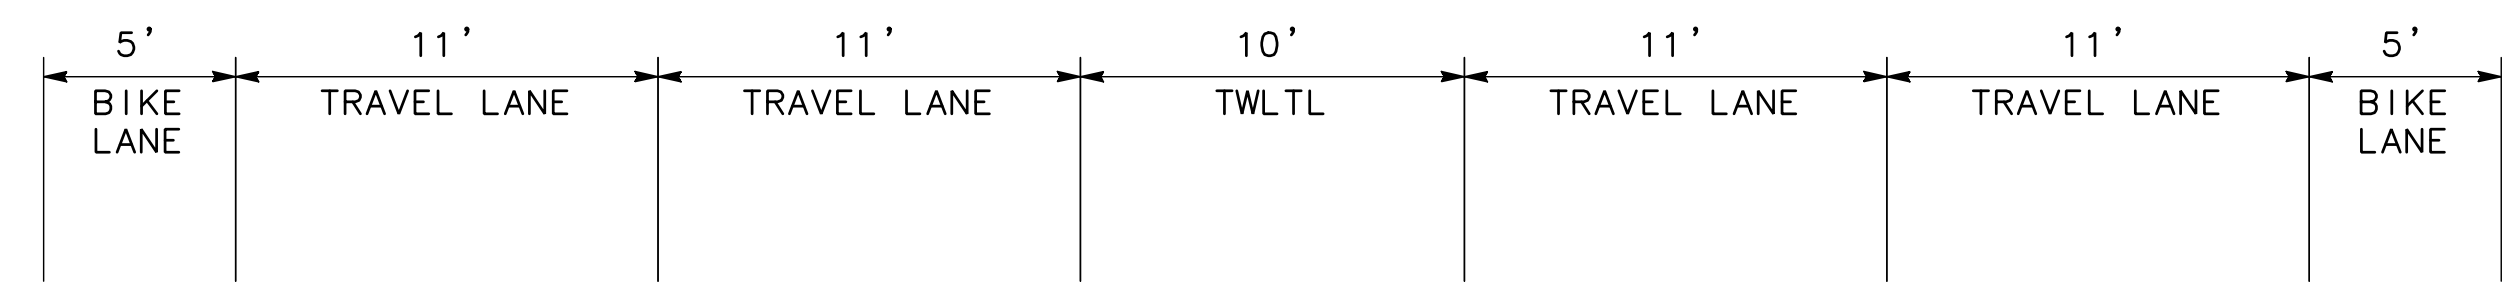 5' 11' 11' 10' 11' 11' 5'
BIKE TRAVEL LANE TRAVEL LANE TWLTL TRAVEL LANE TRAVEL LANE BIKE
LANE LANE